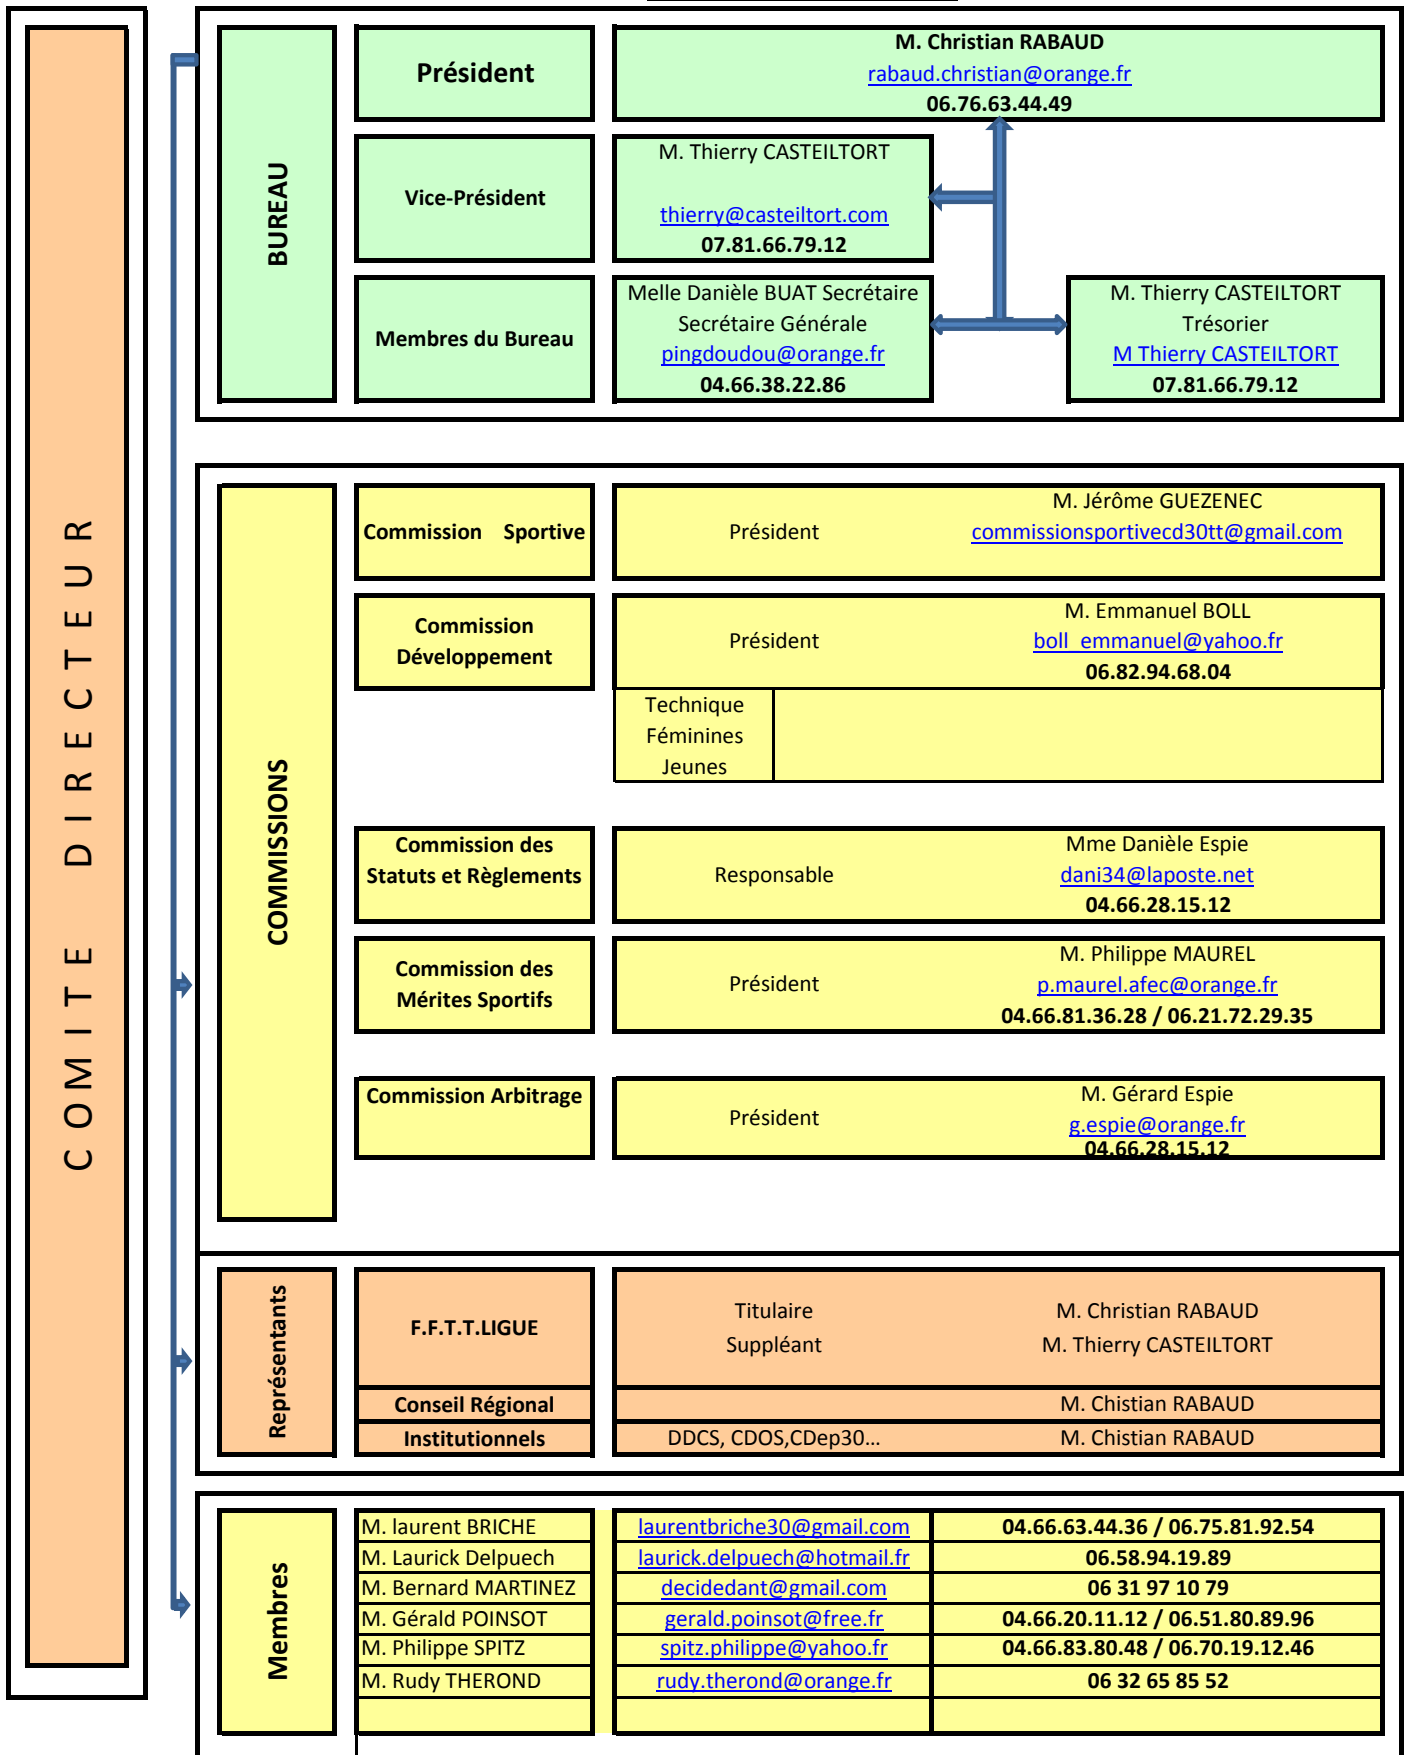 COMITE DIRECTEUR
BUREAU
Président
M. Christian RABAUD
rabaud.christian@orange.fr
06.76.63.44.49
Vice-Président
M. Thierry CASTEILTORT
thierry@casteiltort.com
07.81.66.79.12
Membres du Bureau
Melle Danièle BUAT Secrétaire
Secrétaire Générale
pingdoudou@orange.fr
04.66.38.22.86
M. Thierry CASTEILTORT
Trésorier
M Thierry CASTEILTORT
07.81.66.79.12
COMMISSIONS
Commission Sportive
Président
M. Jérôme GUEZENEC
commissionsportivecd30tt@gmail.com
Commission
Développement
Président
M. Emmanuel BOLL
boll_emmanuel@yahoo.fr
06.82.94.68.04
Technique
Féminines
Jeunes
Commission des
Statuts et Règlements
Responsable
Mme Danièle Espie
dani34@laposte.net
04.66.28.15.12
Commission des
Mérites Sportifs
Président
M. Philippe MAUREL
p.maurel.afec@orange.fr
04.66.81.36.28 / 06.21.72.29.35
Commission Arbitrage
Président
M. Gérard Espie
g.espie@orange.fr
04.66.28.15.12
Représentants
F.F.T.T.LIGUE
Titulaire M. Christian RABAUD
Suppléant M. Thierry CASTEILTORT
Conseil Régional M. Chistian RABAUD
Institutionnels DDCS, CDOS,CDep30... M. Chistian RABAUD
Membres
M. laurent BRICHE laurentbriche30@gmail.com 04.66.63.44.36 / 06.75.81.92.54
M. Laurick Delpuech laurick.delpuech@hotmail.fr 06.58.94.19.89
M. Bernard MARTINEZ decidedant@gmail.com 06 31 97 10 79
M. Gérald POINSOT gerald.poinsot@free.fr 04.66.20.11.12 / 06.51.80.89.96
M. Philippe SPITZ spitz.philippe@yahoo.fr 04.66.83.80.48 / 06.70.19.12.46
M. Rudy THEROND rudy.therond@orange.fr 06 32 65 85 52